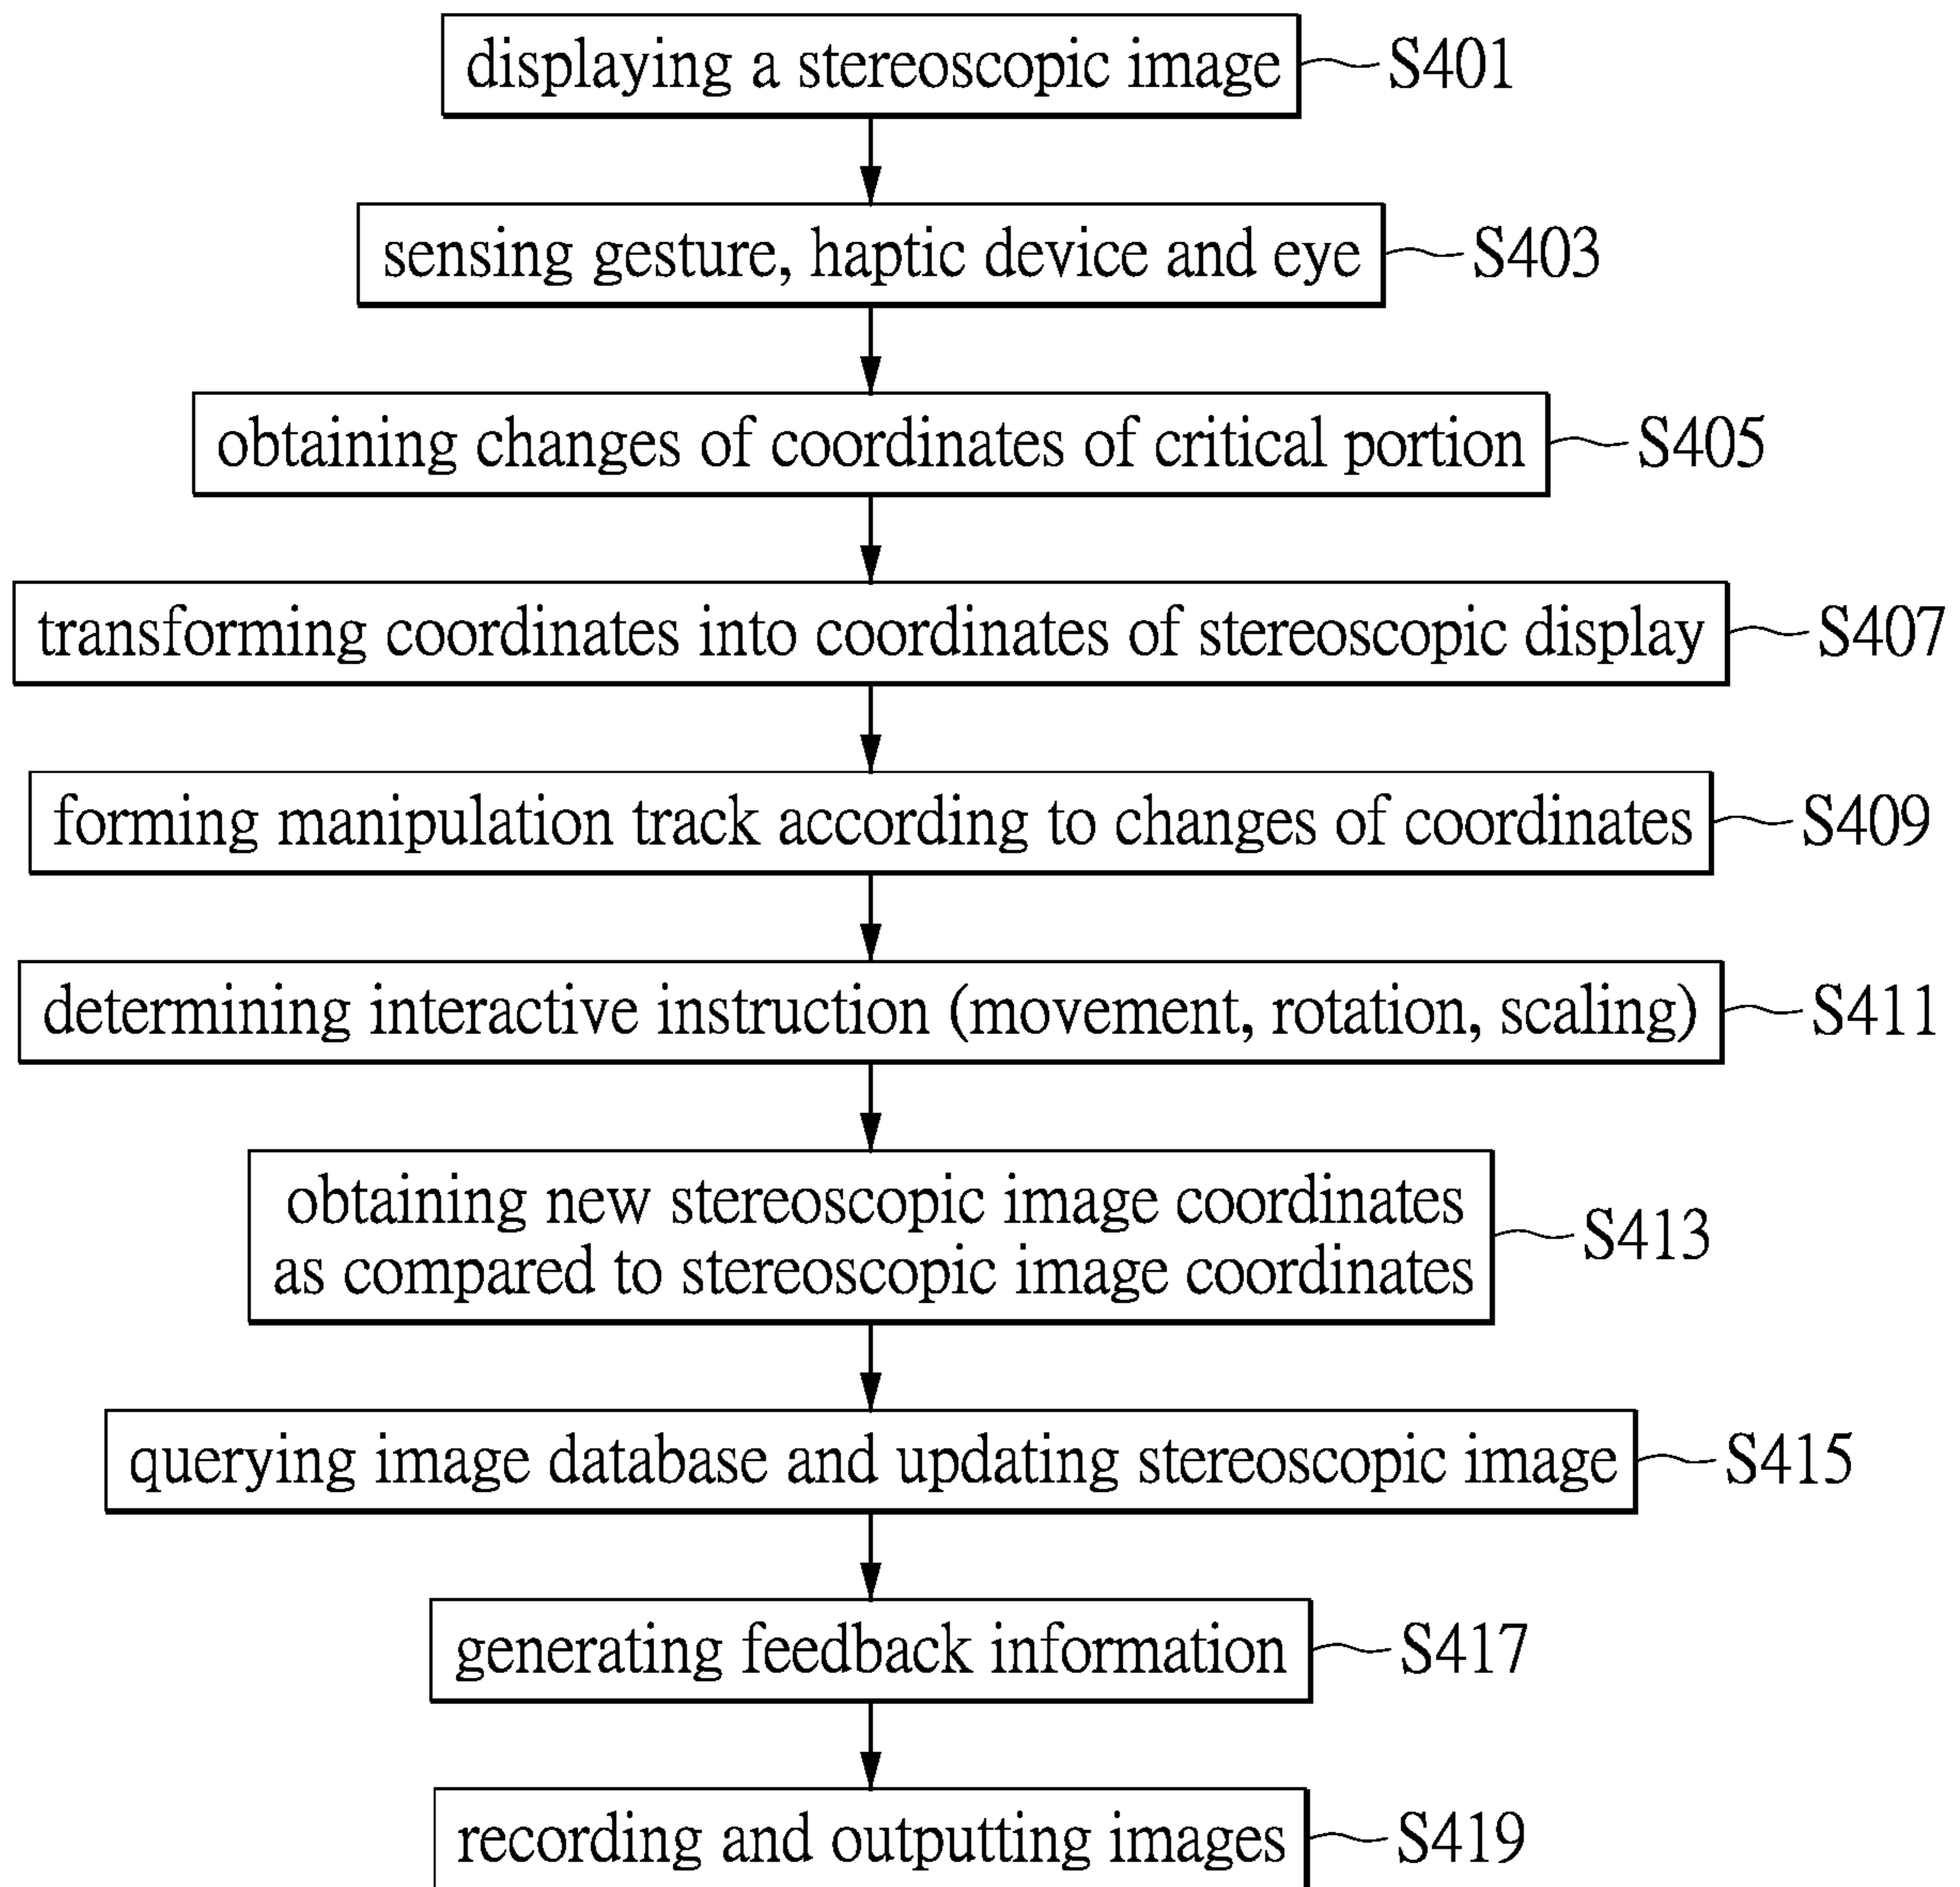 displaying a stereoscopic image S401
sensing gesture, haptic device and eye S403
obtaining changes of coordinates of critical portion S405
transforming coordinates into coordinates of stereoscopic display S407
forming manipulation track according to changes of coordinates S409
determining interactive instruction (movement, rotation, scaling) S411
obtaining new stereoscopic image coordinates
as compared to stereoscopic image coordinates S413
querying image database and updating stereoscopic image S415
generating feedback information S417
recording and outputting images S419